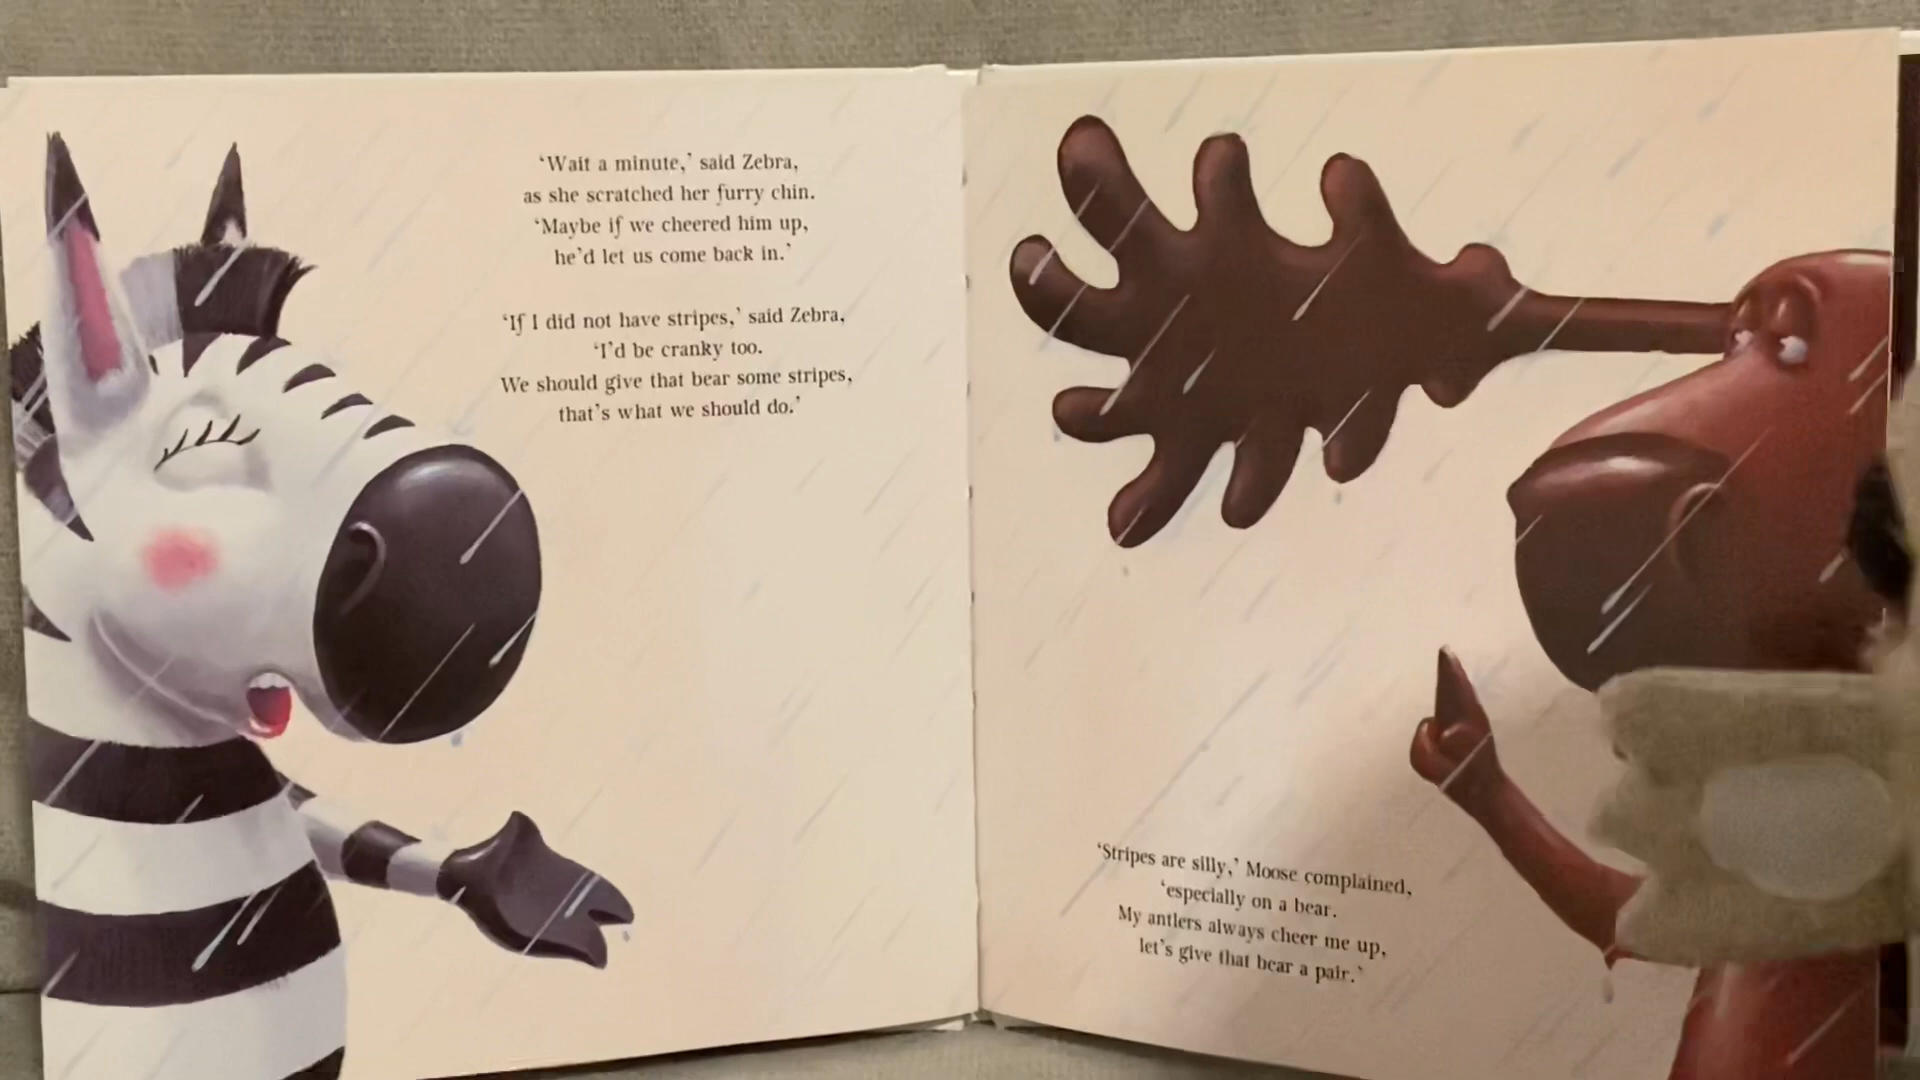 ‘Wait a minute,’ said Zebra,
as she scratched her furry chin.
‘Maybe if we cheered him up,
he’d let us come back in.’
‘If I did not have stripes,’ said Zebra,
‘I’d be cranky too.
We should give that bear some stripes,
that’s what we should do.’
‘Stripes are silly,’ Moose complained,
‘especially on a bear.
My antlers always cheer me up,
let’s give that bear a pair.’